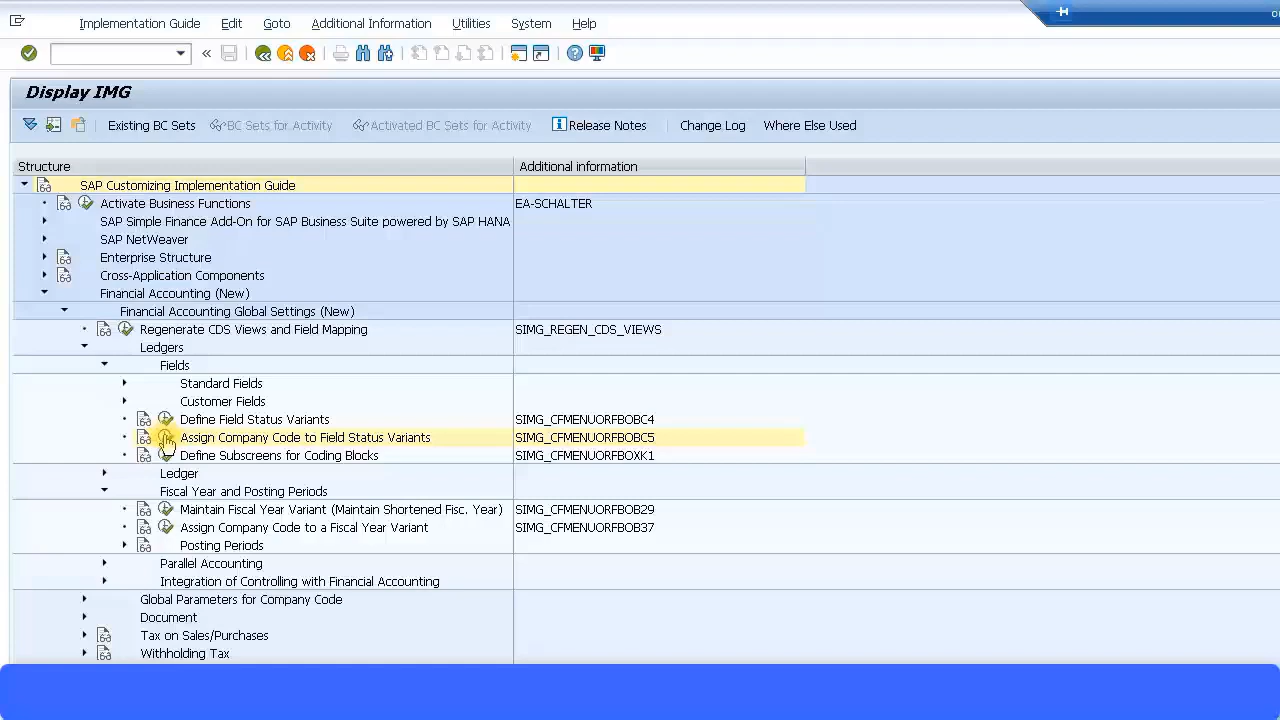 Implementation Guide Edit Goto Additional Information Utilities System Help
Display IMG
Existing BC Sets BC Sets for Activity Activated BC Sets for Activity Release Notes Change Log Where Else Used
Structure Additional information
SAP Customizing Implementation Guide
Activate Business Functions EA-SCHALTER
SAP Simple Finance Add-On for SAP Business Suite powered by SAP HANA
SAP NetWeaver
Enterprise Structure
Cross-Application Components
Financial Accounting (New)
Financial Accounting Global Settings (New)
Regenerate CDS Views and Field Mapping SIMG_REGEN_CDS_VIEWS
Ledgers
Fields
Standard Fields
Customer Fields
Define Field Status Variants SIMG_CFMENUORFBOBC4
Assign Company Code to Field Status Variants SIMG_CFMENUORFBOBC5
Define Subscreens for Coding Blocks SIMG_CFMENUORFBOXK1
Ledger
Fiscal Year and Posting Periods
Maintain Fiscal Year Variant (Maintain Shortened Fisc. Year) SIMG_CFMENUORFBOB29
Assign Company Code to a Fiscal Year Variant SIMG_CFMENUORFBOB37
Posting Periods
Parallel Accounting
Integration of Controlling with Financial Accounting
Global Parameters for Company Code
Document
Tax on Sales/Purchases
Withholding Tax